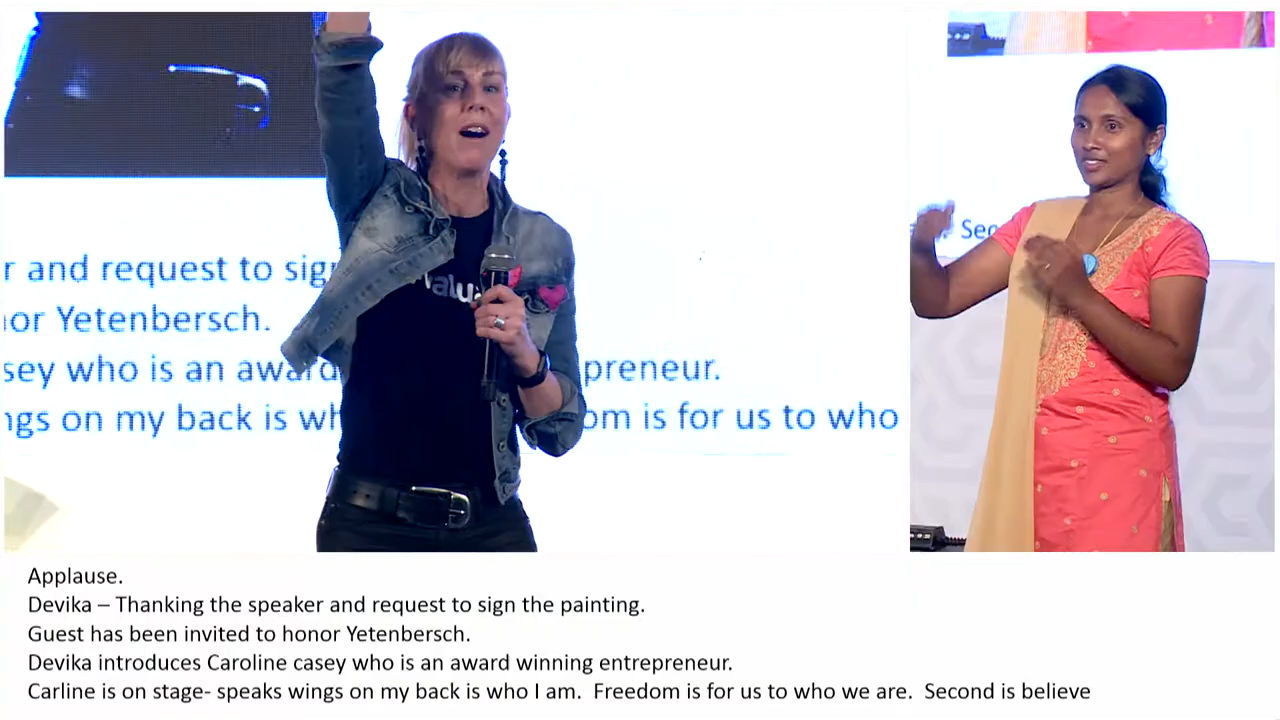 r and request to sig
or Yetenbersch.
sey who is an award preneur.
ngs on my back is wh om is for us to who
Sec
valu
Applause.
Devika – Thanking the speaker and request to sign the painting.
Guest has been invited to honor Yetenbersch.
Devika introduces Caroline casey who is an award winning entrepreneur.
Carline is on stage- speaks wings on my back is who I am.  Freedom is for us to who we are.  Second is believe